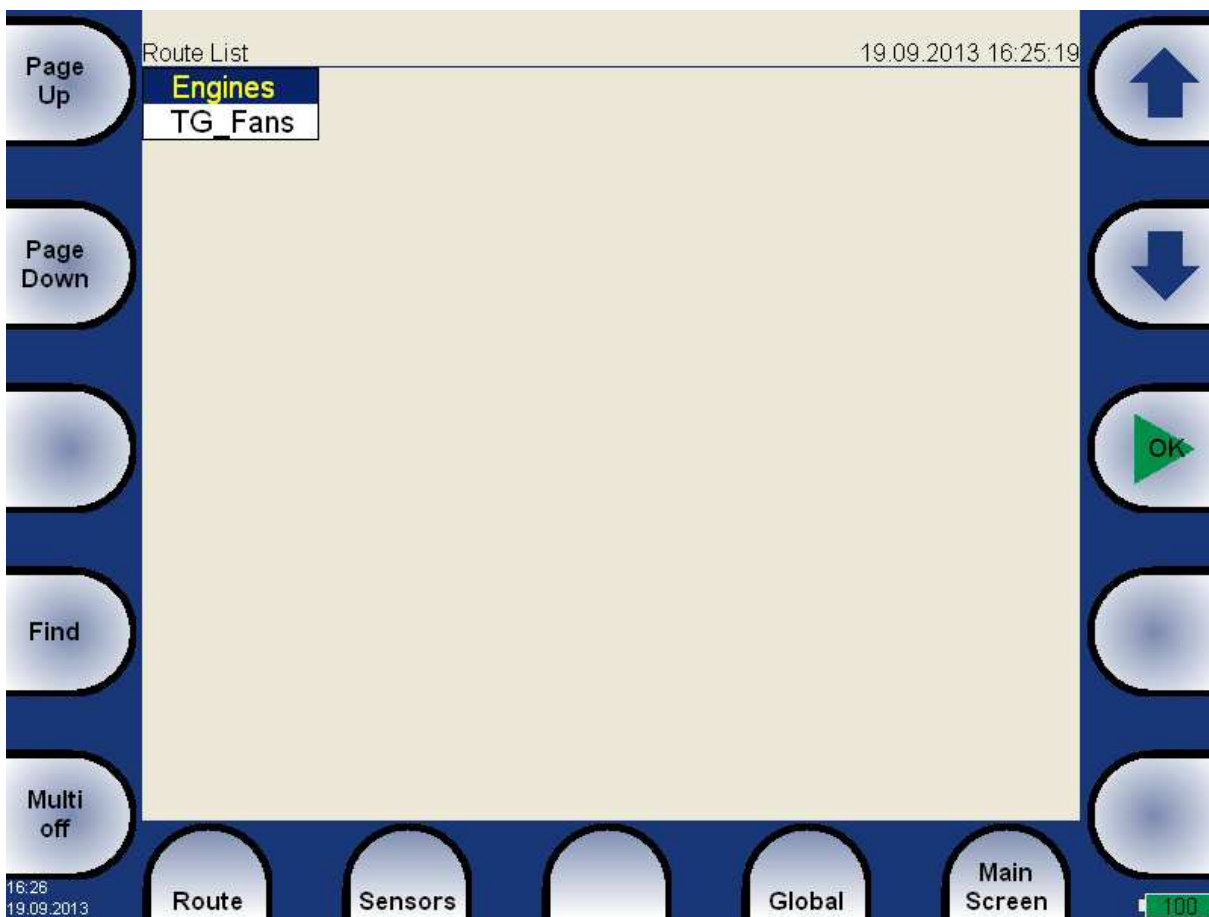 Page
Up
Route List
19.09.2013 16:25:19
Engines
TG_Fans
Page
Down
OK
Find
Multi
off
16:26
19.09.2013
Route
Sensors
Global
Main
Screen
100